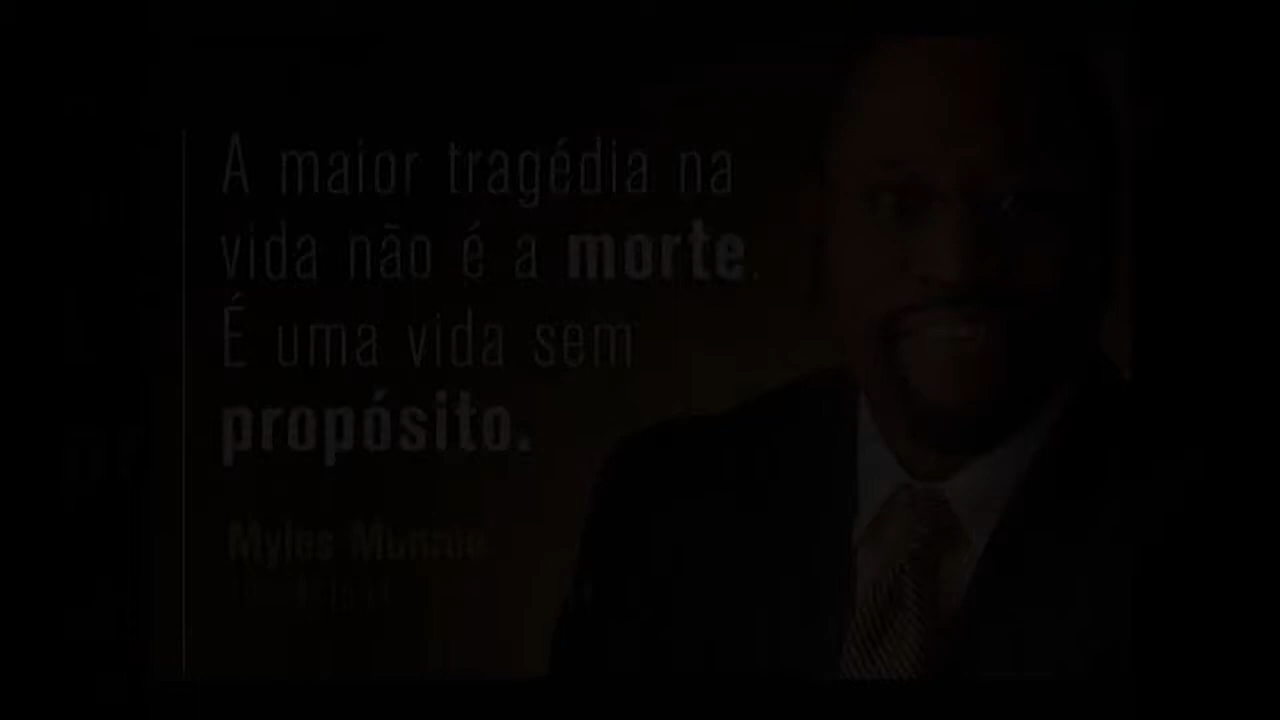 A maior tragédia na
vida não é a morte.
É uma vida sem
propósito.
Myles Munroe